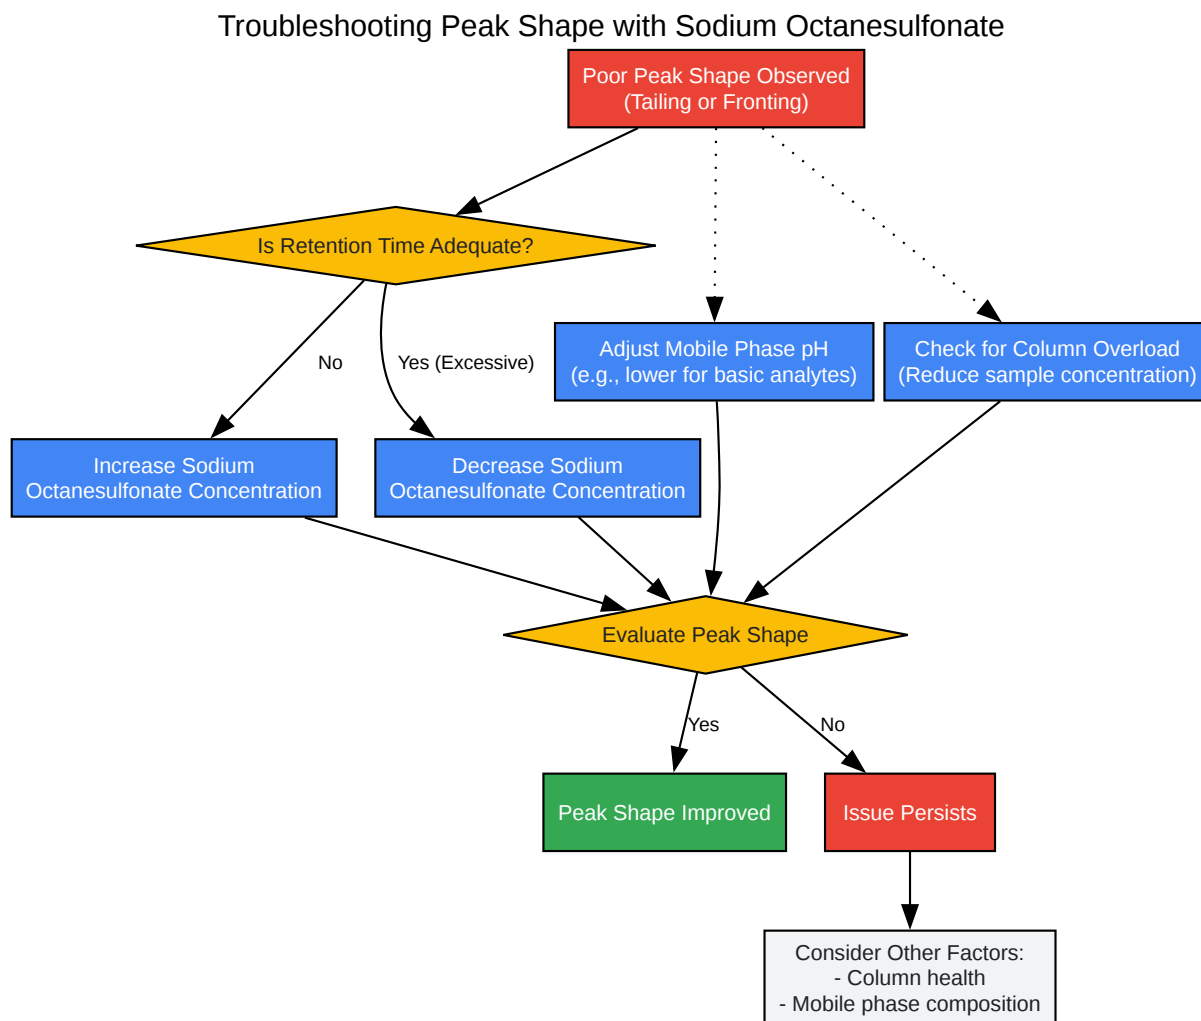 Troubleshooting Peak Shape with Sodium Octanesulfonate
Poor Peak Shape Observed
(Tailing or Fronting)
Is Retention Time Adequate?
No
Yes (Excessive)
Adjust Mobile Phase pH
(e.g., lower for basic analytes)
Check for Column Overload
(Reduce sample concentration)
Increase Sodium
Octanesulfonate Concentration
Decrease Sodium
Octanesulfonate Concentration
Evaluate Peak Shape
Yes
No
Peak Shape Improved
Issue Persists
Consider Other Factors:
- Column health
- Mobile phase composition